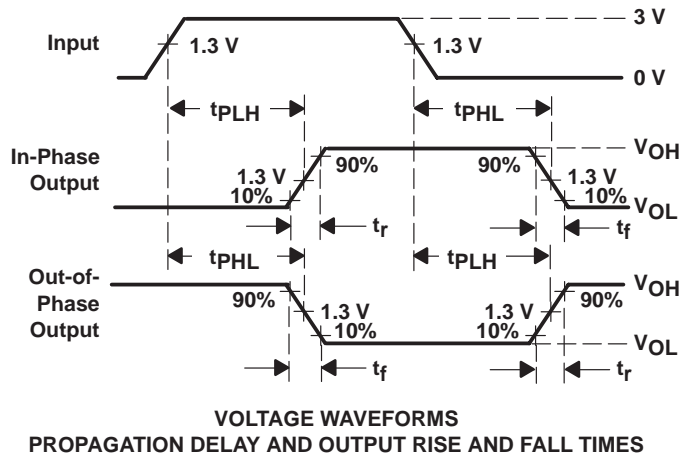 3 V
Input
1.3 V
1.3 V
0 V
tPLH
tPHL
In-Phase
Output
VOH
90%
90%
1.3 V
1.3 V
10%
10%
VOL
tr
tf
tPHL
tPLH
Out-of-
Phase
Output
VOH
90%
90%
1.3 V
1.3 V
10%
10%
VOL
tf
tr
VOLTAGE WAVEFORMS
PROPAGATION DELAY AND OUTPUT RISE AND FALL TIMES